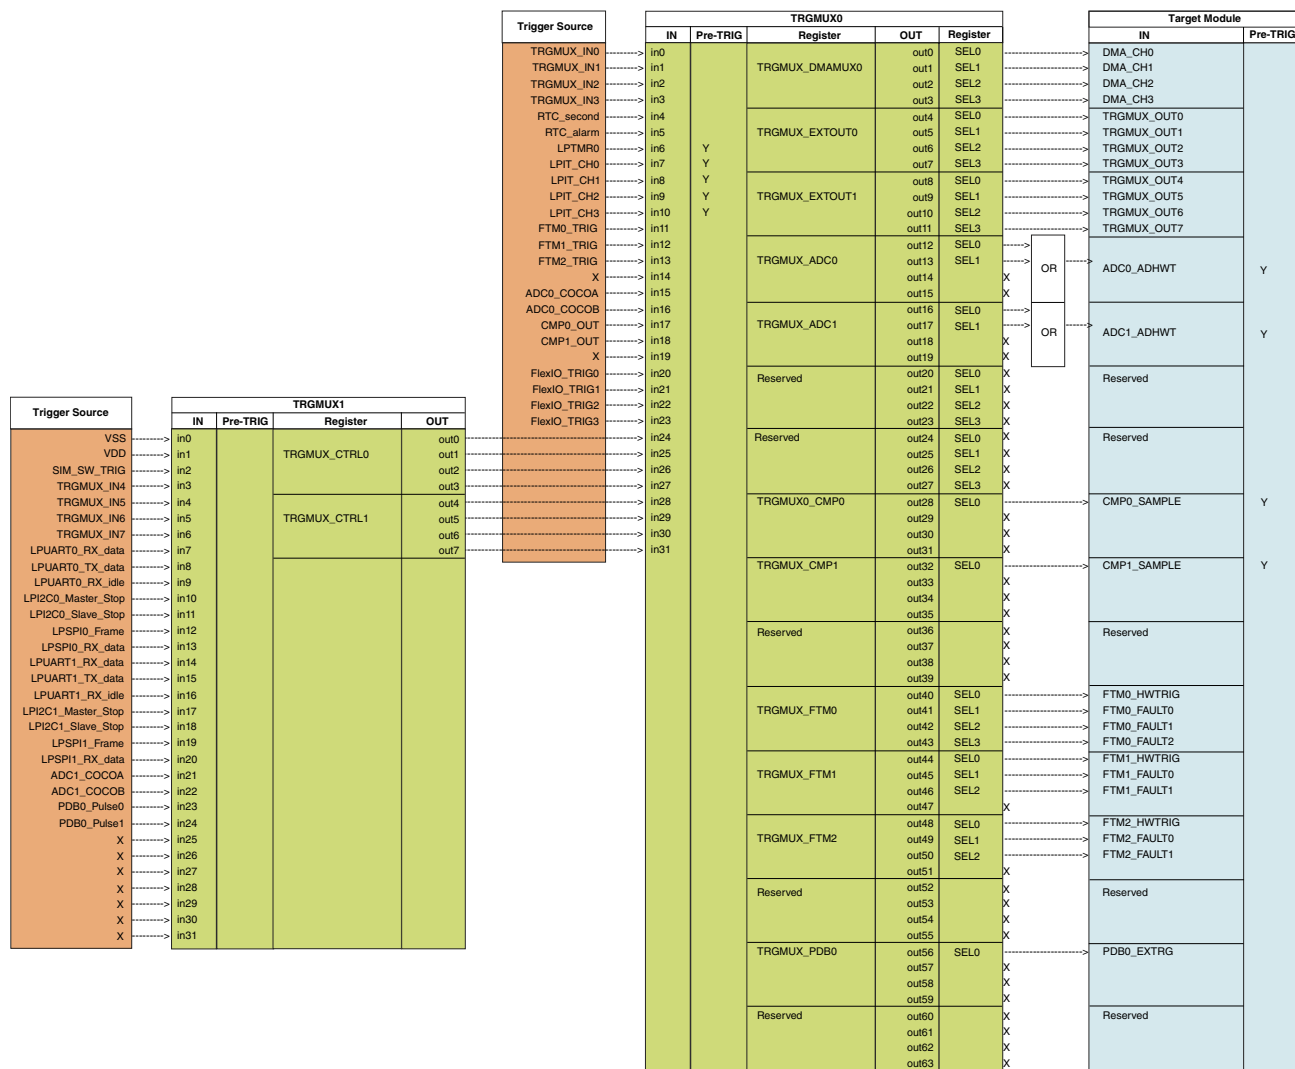 Trigger Source
TRGMUX0
Target Module
IN Pre-TRIG Register OUT Register
IN Pre-TRIG
TRGMUX_IN0 -> in0 out0 SEL0 -> DMA_CH0
TRGMUX_IN1 -> in1 TRGMUX_DMAMUX0 out1 SEL1 -> DMA_CH1
TRGMUX_IN2 -> in2 out2 SEL2 -> DMA_CH2
TRGMUX_IN3 -> in3 out3 SEL3 -> DMA_CH3
RTC_second -> in4 out4 SEL0 -> TRGMUX_OUT0
RTC_alarm -> in5 TRGMUX_EXTOUT0 out5 SEL1 -> TRGMUX_OUT1
LPTMR0 -> in6 Y out6 SEL2 -> TRGMUX_OUT2
LPIT_CH0 -> in7 Y out7 SEL3 -> TRGMUX_OUT3
LPIT_CH1 -> in8 Y out8 SEL0 -> TRGMUX_OUT4
LPIT_CH2 -> in9 Y TRGMUX_EXTOUT1 out9 SEL1 -> TRGMUX_OUT5
LPIT_CH3 -> in10 Y out10 SEL2 -> TRGMUX_OUT6
FTM0_TRIG -> in11 out11 SEL3 -> TRGMUX_OUT7
FTM1_TRIG -> in12 out12 SEL0 ->
FTM2_TRIG -> in13 TRGMUX_ADC0 out13 SEL1 -> OR -> ADC0_ADHWT Y
X -> in14 out14 X
ADC0_COCOA -> in15 out15 X
ADC0_COCOB -> in16 out16 SEL0 ->
CMP0_OUT -> in17 TRGMUX_ADC1 out17 SEL1 -> OR -> ADC1_ADHWT Y
CMP1_OUT -> in18 out18 X
X -> in19 out19 X
FlexIO_TRIG0 -> in20 Reserved out20 SEL0 X Reserved
FlexIO_TRIG1 -> in21 out21 SEL1 X
FlexIO_TRIG2 -> in22 out22 SEL2 X
FlexIO_TRIG3 -> in23 out23 SEL3 X
Trigger Source
TRGMUX1
IN Pre-TRIG Register OUT
VSS -> in0 out0 -> in24 Reserved out24 SEL0 X Reserved
VDD -> in1 TRGMUX_CTRL0 out1 -> in25 out25 SEL1 X
SIM_SW_TRIG -> in2 out2 -> in26 out26 SEL2 X
TRGMUX_IN4 -> in3 out3 -> in27 out27 SEL3 X
TRGMUX_IN5 -> in4 out4 -> in28 TRGMUX0_CMP0 out28 SEL0 -> CMP0_SAMPLE Y
TRGMUX_IN6 -> in5 TRGMUX_CTRL1 out5 -> in29 out29 X
TRGMUX_IN7 -> in6 out6 -> in30 out30 X
LPUART0_RX_data -> in7 out7 -> in31 out31 X
LPUART0_TX_data -> in8 TRGMUX_CMP1 out32 SEL0 -> CMP1_SAMPLE Y
LPUART0_RX_idle -> in9 out33 X
LPI2C0_Master_Stop -> in10 out34 X
LPI2C0_Slave_Stop -> in11 out35 X
LPSPI0_Frame -> in12 Reserved out36 X Reserved
LPSPI0_RX_data -> in13 out37 X
LPUART1_RX_data -> in14 out38 X
LPUART1_TX_data -> in15 out39 X
LPUART1_RX_idle -> in16 out40 SEL0 -> FTM0_HWTRIG
LPI2C1_Master_Stop -> in17 TRGMUX_FTM0 out41 SEL1 -> FTM0_FAULT0
LPI2C1_Slave_Stop -> in18 out42 SEL2 -> FTM0_FAULT1
LPSPI1_Frame -> in19 out43 SEL3 -> FTM0_FAULT2
LPSPI1_RX_data -> in20 out44 SEL0 -> FTM1_HWTRIG
ADC1_COCOA -> in21 TRGMUX_FTM1 out45 SEL1 -> FTM1_FAULT0
ADC1_COCOB -> in22 out46 SEL2 -> FTM1_FAULT1
PDB0_Pulse0 -> in23 out47 X
PDB0_Pulse1 -> in24 out48 SEL0 -> FTM2_HWTRIG
X -> in25 TRGMUX_FTM2 out49 SEL1 -> FTM2_FAULT0
X -> in26 out50 SEL2 -> FTM2_FAULT1
X -> in27 out51 X
X -> in28 Reserved out52 X Reserved
X -> in29 out53 X
X -> in30 out54 X
X -> in31 out55 X
TRGMUX_PDB0 out56 SEL0 -> PDB0_EXTRG
out57 X
out58 X
out59 X
Reserved out60 X Reserved
out61 X
out62 X
out63 X